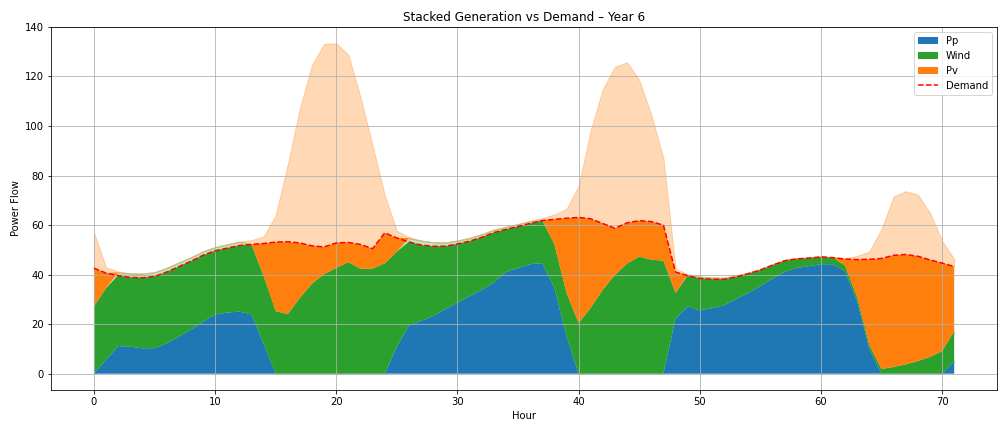 Stacked Generation vs Demand – Year 6
Power Flow
140
120
100
80
60
40
20
0
Pp
Wind
Pv
Demand
0 10 20 30 40 50 60 70
Hour